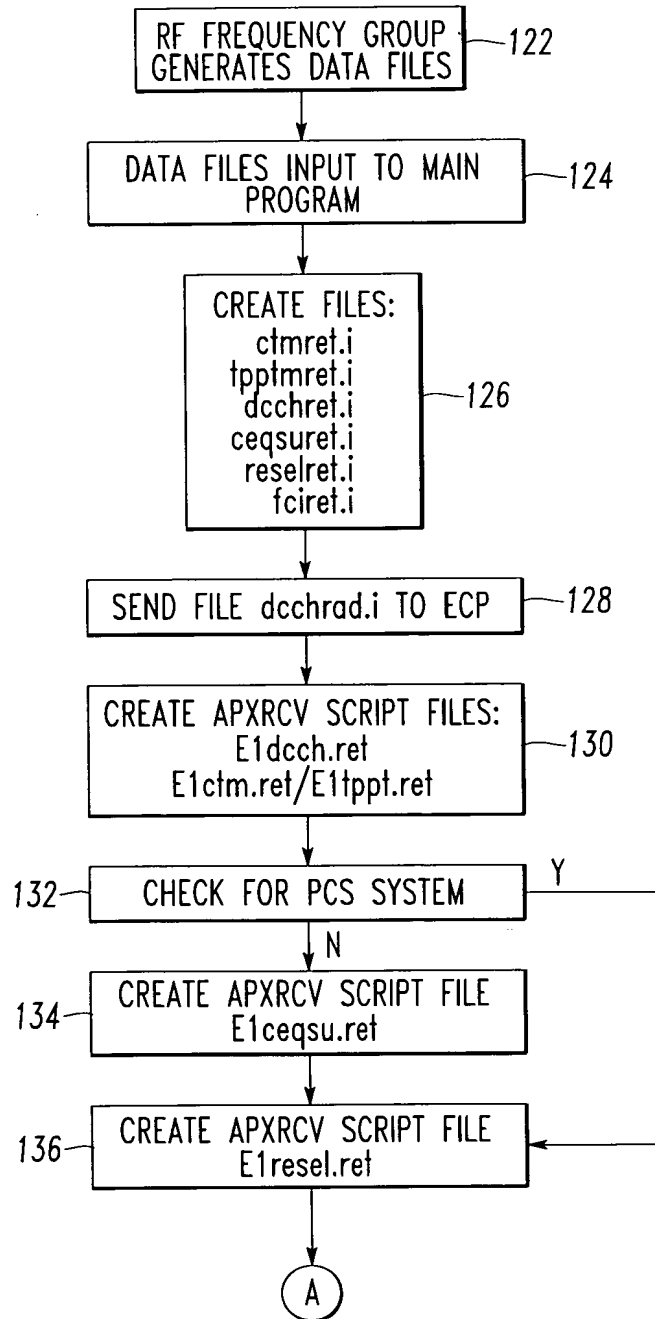 RF FREQUENCY GROUP
GENERATES DATA FILES
122
DATA FILES INPUT TO MAIN
PROGRAM
124
CREATE FILES:
ctmret.i
tpptmret.i
dcchret.i
ceqsuret.i
reselret.i
fciret.i
126
SEND FILE dcchrad.i TO ECP
128
CREATE APXRCV SCRIPT FILES:
E1dcch.ret
E1ctm.ret/E1tppt.ret
130
132
CHECK FOR PCS SYSTEM
Y
N
134
CREATE APXRCV SCRIPT FILE
E1ceqsu.ret
136
CREATE APXRCV SCRIPT FILE
E1resel.ret
A